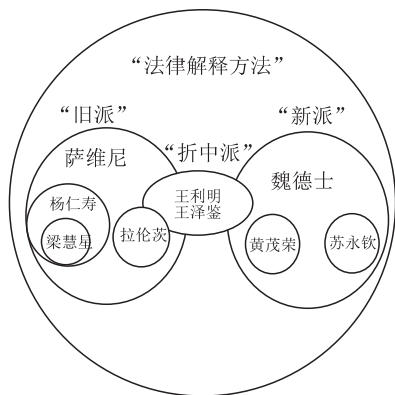 “法律解释方法”
“旧派”
“新派”
萨维尼
“折中派”
魏德士
杨仁寿
王利明
王泽鉴
梁慧星
拉伦茨
黄茂荣
苏永钦